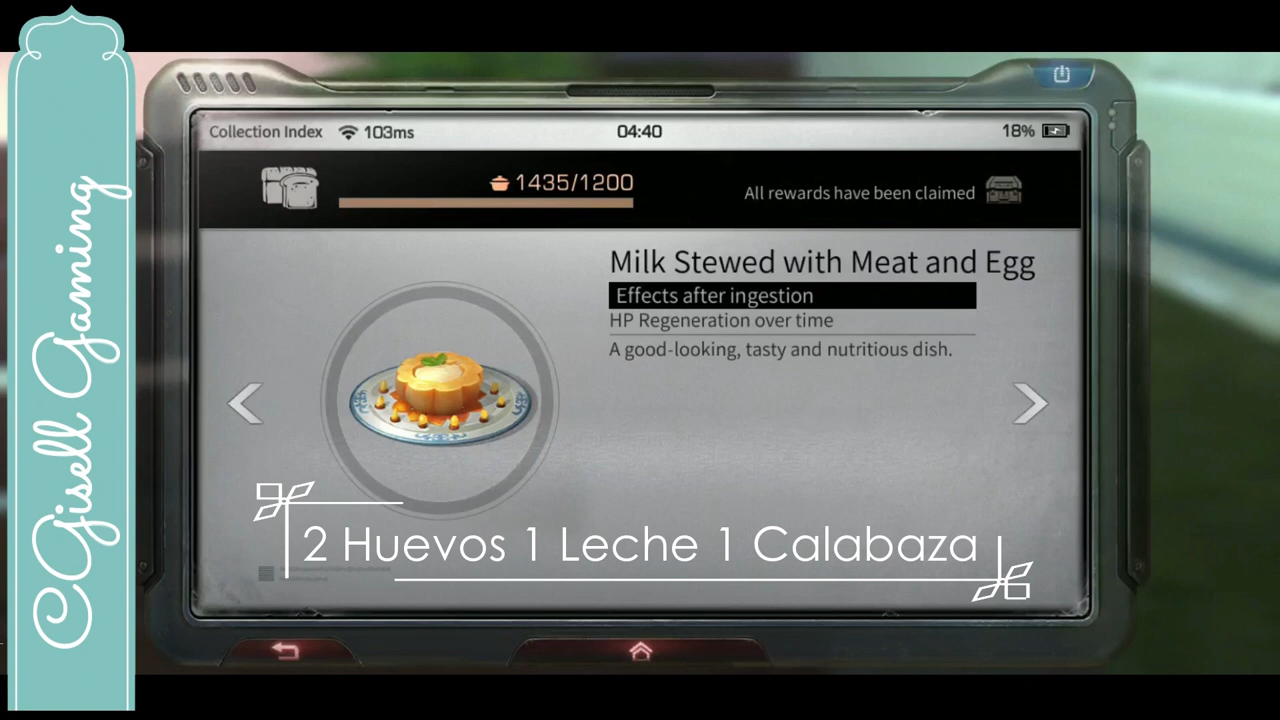 CGisell Gaming
Collection Index 103ms 04:40 18%
1435/1200
All rewards have been claimed
Milk Stewed with Meat and Egg
Effects after ingestion
HP Regeneration over time
A good-looking, tasty and nutritious dish.
2 Huevos 1 Leche 1 Calabaza